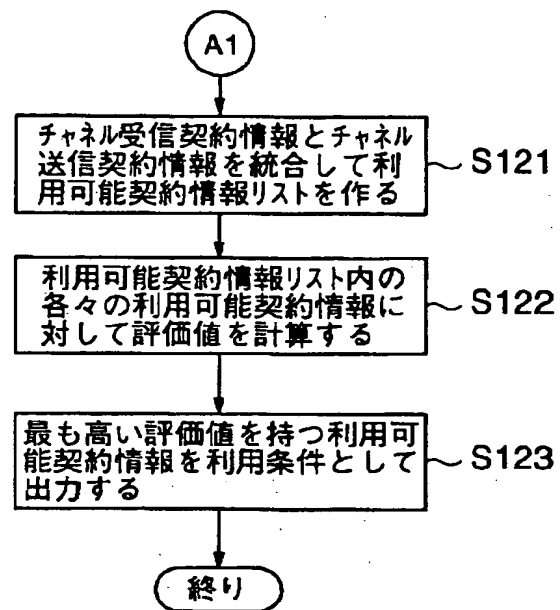 A1
チャネル受信契約情報とチャネル
送信契約情報を統合して利
用可能契約情報リストを作る
S121
利用可能契約情報リスト内の
各々の利用可能契約情報に
対して評価値を計算する
S122
最も高い評価値を持つ利用可
能契約情報を利用条件として
出力する
S123
終り